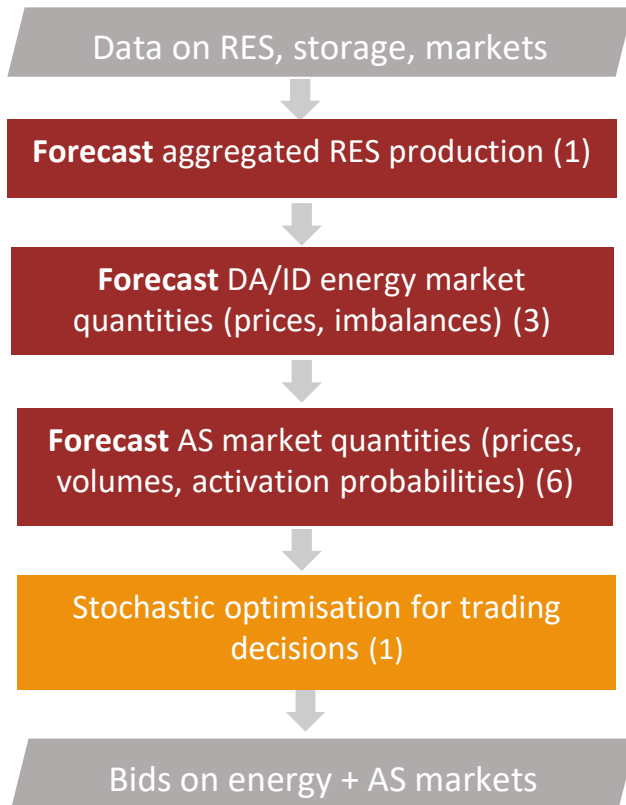 Data on RES, storage, markets
Forecast aggregated RES production (1)
Forecast DA/ID energy market
quantities (prices, imbalances) (3)
Forecast AS market quantities (prices,
volumes, activation probabilities) (6)
Stochastic optimisation for trading
decisions (1)
Bids on energy + AS markets